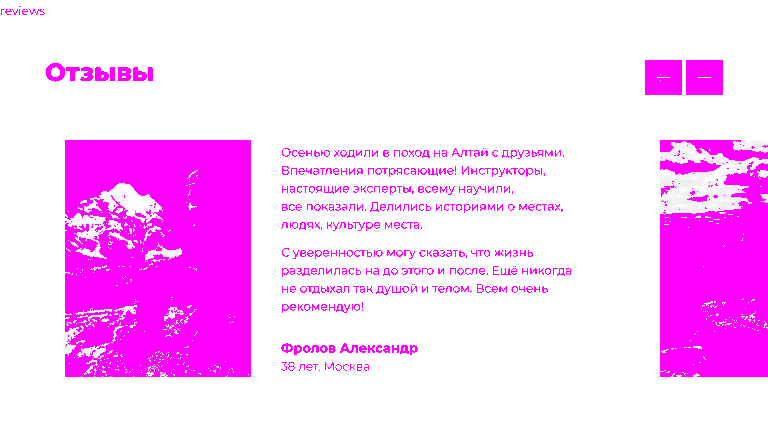 reviews
Отзывы
Осенью ходили в поход на Алтай с друзьями.
Впечатления потрясающие! Инструкторы,
настоящие эксперты, всему научили,
все показали. Делились историями о местах,
людях, культуре места.
С уверенностью могу сказать, что жизнь
разделилась на до этого и после. Ещё никогда
не отдыхал так душой и телом. Всем очень
рекомендую!
Фролов Александр
38 лет. Москва